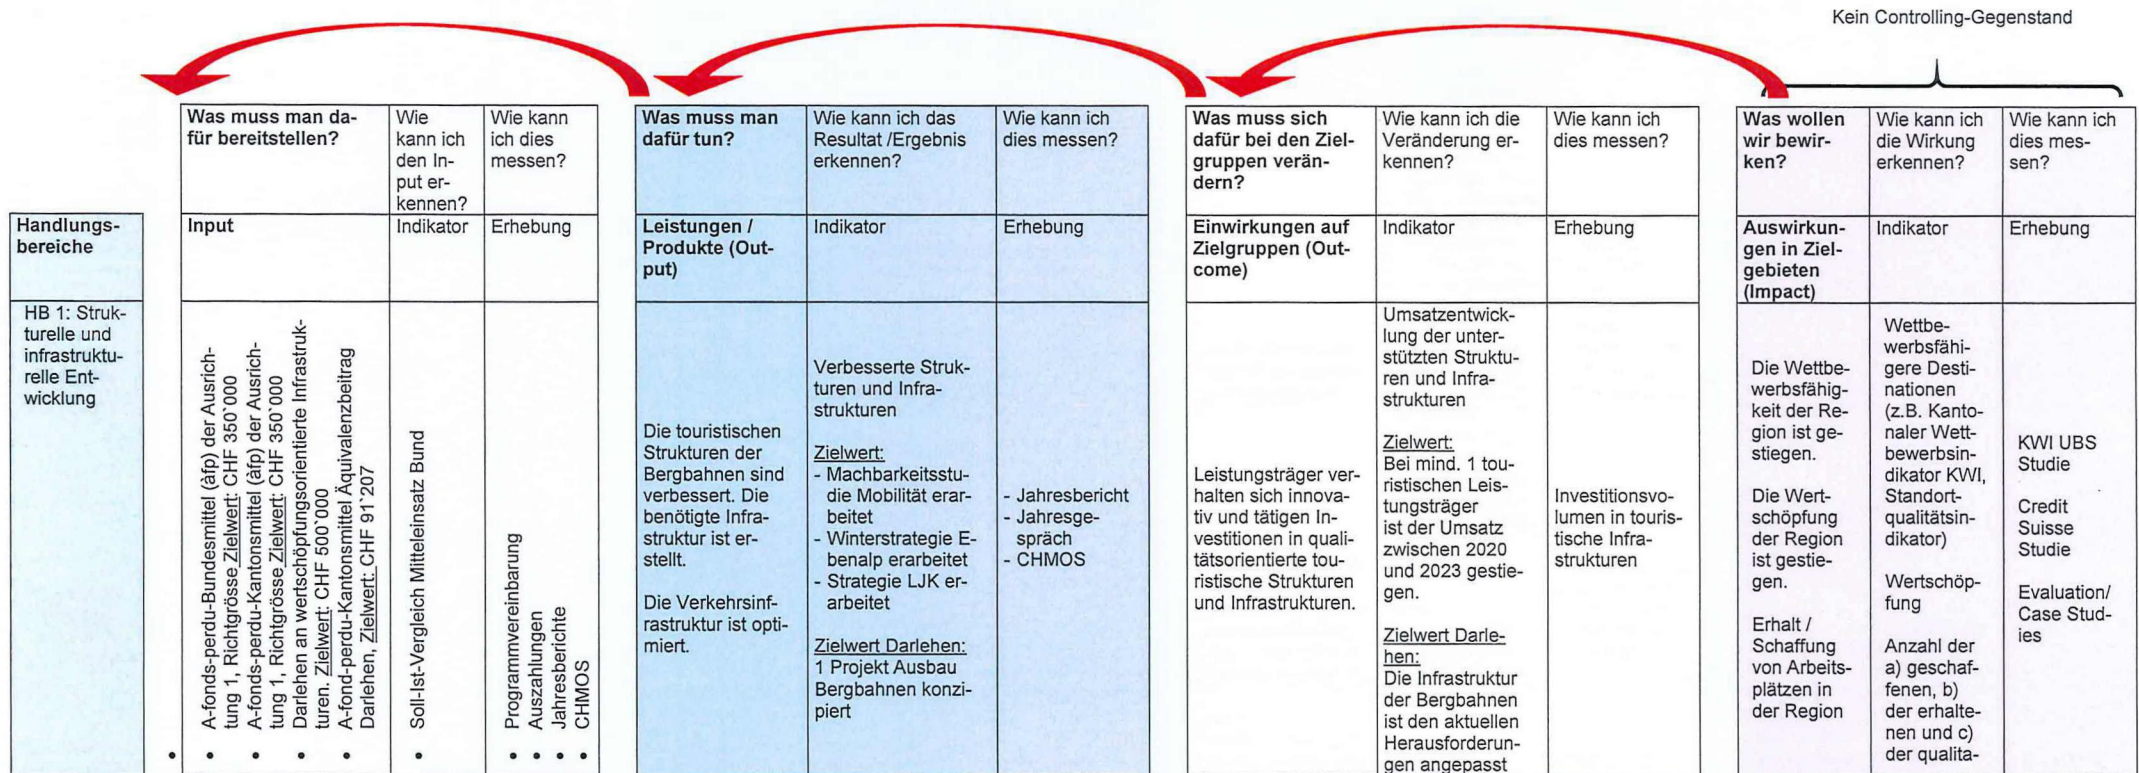 Kein Controlling-Gegenstand
Was muss man da-
für bereitstellen?
Wie
kann ich
den In-
put er-
kennen?
Wie kann
ich dies
messen?
Was muss man
dafür tun?
Wie kann ich das
Resultat /Ergebnis
erkennen?
Wie kann ich
dies messen?
Was muss sich
dafür bei den Ziel-
gruppen verän-
dern?
Wie kann ich die
Veränderung er-
kennen?
Wie kann ich
dies messen?
Was wollen
wir bewir-
ken?
Wie kann ich
die Wirkung
erkennen?
Wie kann ich
dies mes-
sen?
Handlungs-
bereiche
Input
Indikator
Erhebung
Leistungen /
Produkte (Out-
put)
Indikator
Erhebung
Einwirkungen auf
Zielgruppen (Out-
come)
Indikator
Erhebung
Auswirkun-
gen in Ziel-
gebieten
(Impact)
Indikator
Erhebung
HB 1: Struk-
turelle und
infrastruktu-
relle Ent-
wicklung
• A-fonds-perdu-Bundesmittel (àfp) der Ausrich-
tung 1, Richtgrösse Zielwert: CHF 350`000
• A-fonds-perdu-Kantonsmittel (àfp) der Ausrich-
tung 1, Richtgrösse Zielwert: CHF 350`000
• Darlehen an wertschöpfungsorientierte Infrastruk-
turen. Zielwert: CHF 500`000
• A-fond-perdu-Kantonsmittel Äquivalenzbeitrag
Darlehen, Zielwert: CHF 91`207
• Soll-Ist-Vergleich Mitteleinsatz Bund
• Programmvereinbarung
• Auszahlungen
• Jahresberichte
• CHMOS
Die touristischen
Strukturen der
Bergbahnen sind
verbessert. Die
benötigte Infra-
struktur ist er-
stellt.
Die Verkehrsinf-
rastruktur ist opti-
miert.
Verbesserte Struk-
turen und Infra-
strukturen
Zielwert:
- Machbarkeitsstu-
die Mobilität erar-
beitet
- Winterstrategie E-
benalp erarbeitet
- Strategie LJK er-
arbeitet
Zielwert Darlehen:
1 Projekt Ausbau
Bergbahnen konzi-
piert
- Jahresbericht
- Jahresge-
spräch
- CHMOS
Leistungsträger ver-
halten sich innova-
tiv und tätigen In-
vestitionen in quali-
tätsorientierte tou-
ristische Strukturen
und Infrastrukturen.
Umsatzentwick-
lung der unter-
stützten Struktu-
ren und Infra-
strukturen
Zielwert:
Bei mind. 1 tou-
ristischen Leis-
tungsträger
ist der Umsatz
zwischen 2020
und 2023 gestie-
gen.
Zielwert Darle-
hen:
Die Infrastruktur
der Bergbahnen
ist den aktuellen
Herausforderun-
gen angepasst
Investitionsvo-
lumen in touris-
tische Infra-
strukturen
Die Wettbe-
werbsfähig-
keit der Re-
gion ist ge-
stiegen.
Die Wert-
schöpfung
der Region
ist gestie-
gen.
Erhalt /
Schaffung
von Arbeits-
plätzen in
der Region
Wettbe-
werbsfähi-
gere Desti-
nationen
(z.B. Kanto-
naler Wett-
bewerbsin-
dikator KWI,
Standort-
qualitätsin-
dikator)
Wertschöp-
fung
Anzahl der
a) geschaf-
fenen, b)
der erhalte-
nen und c)
der qualita-
KWI UBS
Studie
Credit
Suisse
Studie
Evaluation/
Case Stud-
ies